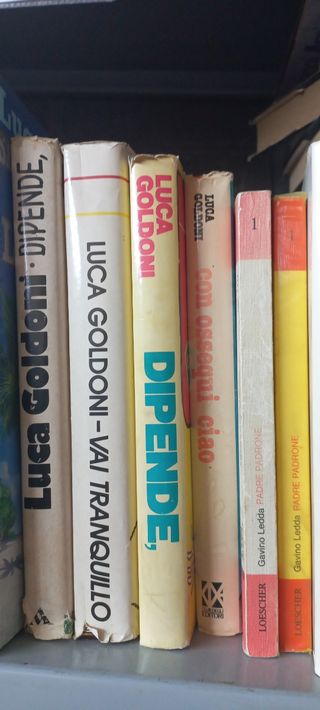 Luca Goldoni • DIPENDE,
LUCA GOLDONI – VAI TRANQUILLO
LUCA
GOLDONI
DIPENDE,
LUCA
GOLDONI
con ossequi ciao
EDITORE
1
Gavino Ledda PADRE PADRONE
LOESCHER
Gavino Ledda PADRE PADRONE
LOESCHER